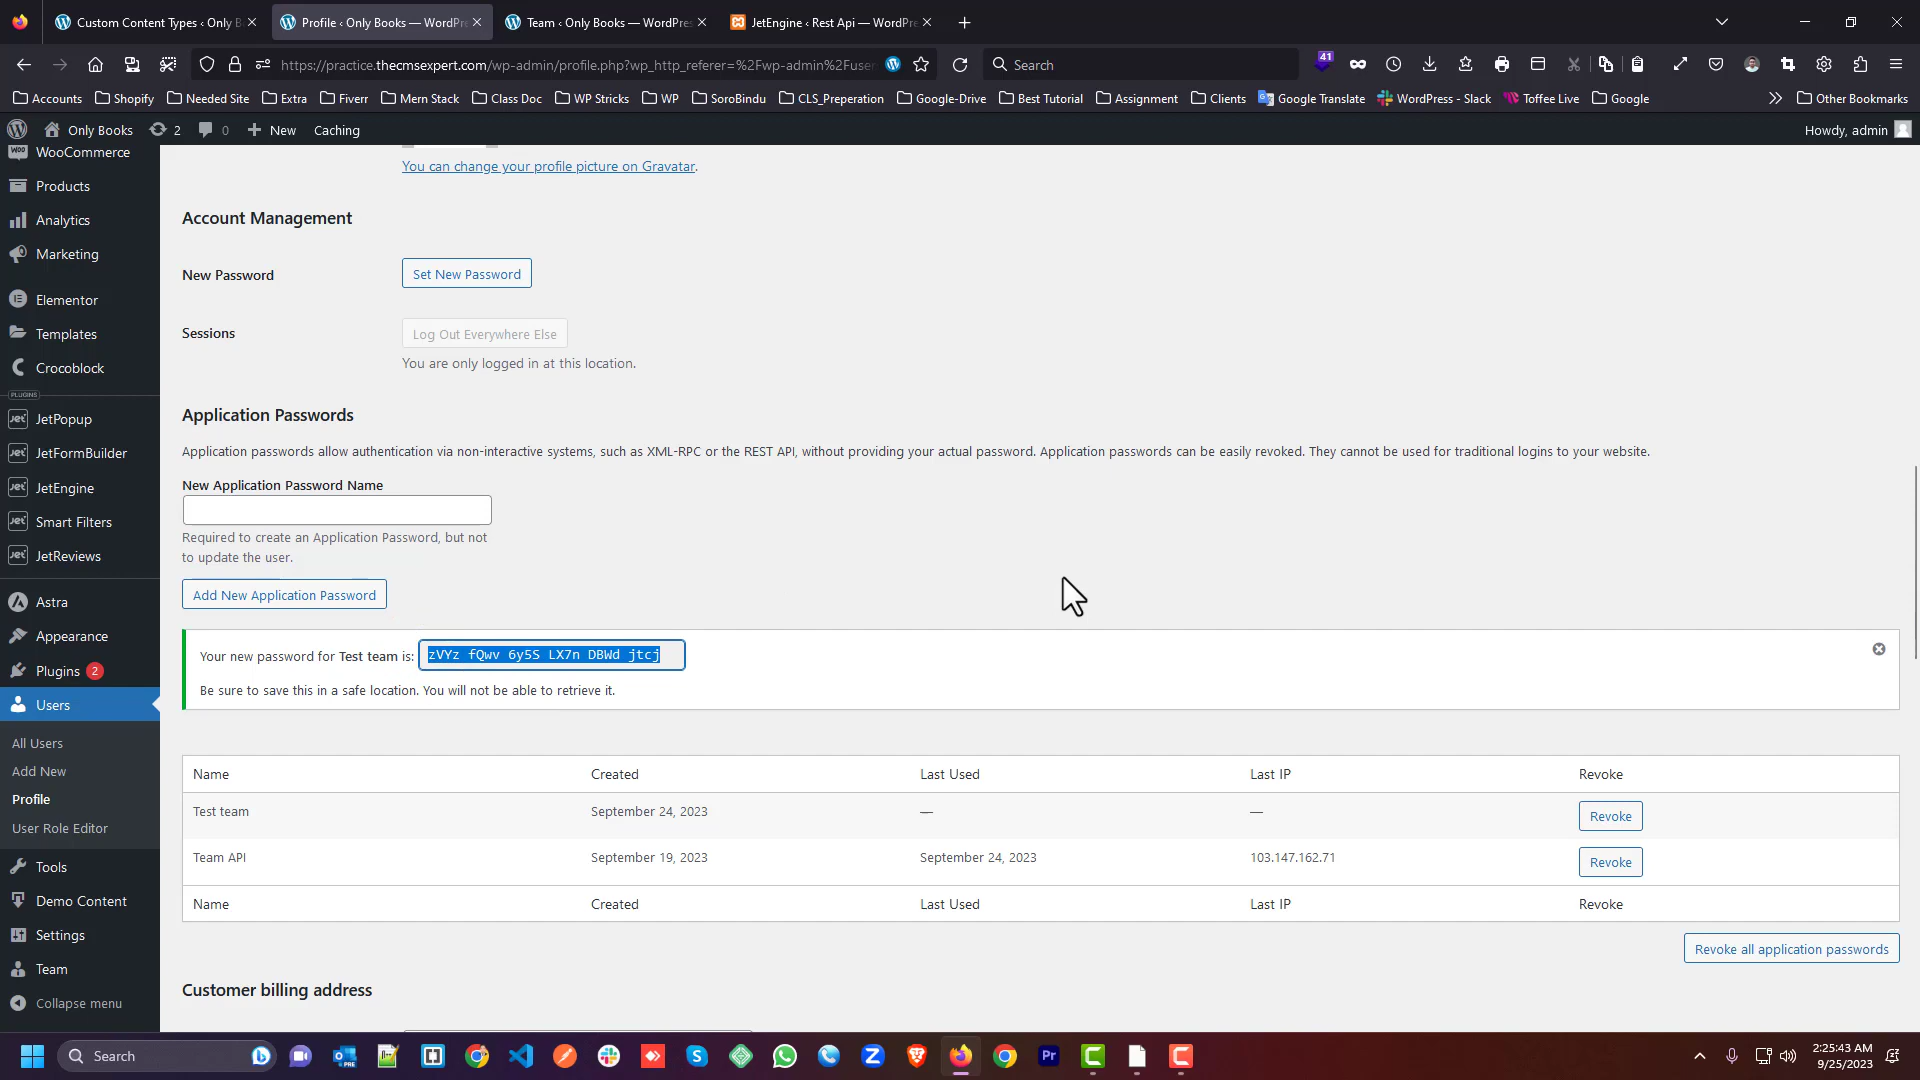 Custom Content Types ‹ Only B
Profile ‹ Only Books — WordPre
Team ‹ Only Books — WordPres
JetEngine ‹ Rest Api — WordPre
https://practice.thecmsexpert.com/wp-admin/profile.php?wp_http_referer=%2Fwp-admin%2Fuser
Search
41
Accounts
Shopify
Needed Site
Extra
Fiverr
Mern Stack
Class Doc
WP Stricks
WP
SoroBindu
CLS_Preperation
Google-Drive
Best Tutorial
Assignment
Clients
Google Translate
WordPress - Slack
Toffee Live
Google
Other Bookmarks
Only Books
2
0
New
Caching
Howdy, admin
WooCommerce
Products
Analytics
Marketing
Elementor
Templates
Crocoblock
PLUGINS
JetPopup
JetFormBuilder
JetEngine
Smart Filters
JetReviews
Astra
Appearance
Plugins 2
Users
All Users
Add New
Profile
User Role Editor
Tools
Demo Content
Settings
Team
Collapse menu
You can change your profile picture on Gravatar.
Account Management
New Password
Set New Password
Sessions
Log Out Everywhere Else
You are only logged in at this location.
Application Passwords
Application passwords allow authentication via non-interactive systems, such as XML-RPC or the REST API, without providing your actual password. Application passwords can be easily revoked. They cannot be used for traditional logins to your website.
New Application Password Name
Required to create an Application Password, but not
to update the user.
Add New Application Password
Your new password for Test team is: zVYz fQwv 6y5S LX7n DBWd jtcj
Be sure to save this in a safe location. You will not be able to retrieve it.
Name Created Last Used Last IP Revoke
Test team September 24, 2023 — — Revoke
Team API September 19, 2023 September 24, 2023 103.147.162.71 Revoke
Name Created Last Used Last IP Revoke
Revoke all application passwords
Customer billing address
Search
2:25:43 AM
9/25/2023